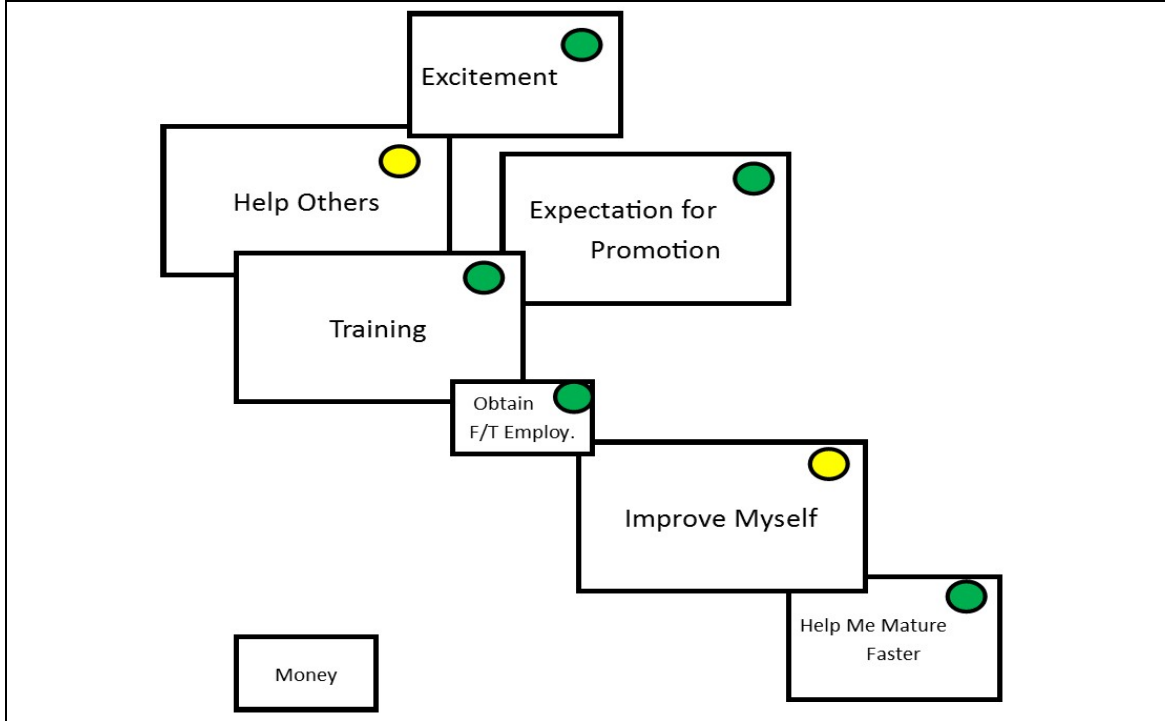 Excitement
Help Others
Expectation for
Promotion
Training
Obtain
F/T Employ.
Improve Myself
Help Me Mature
Faster
Money